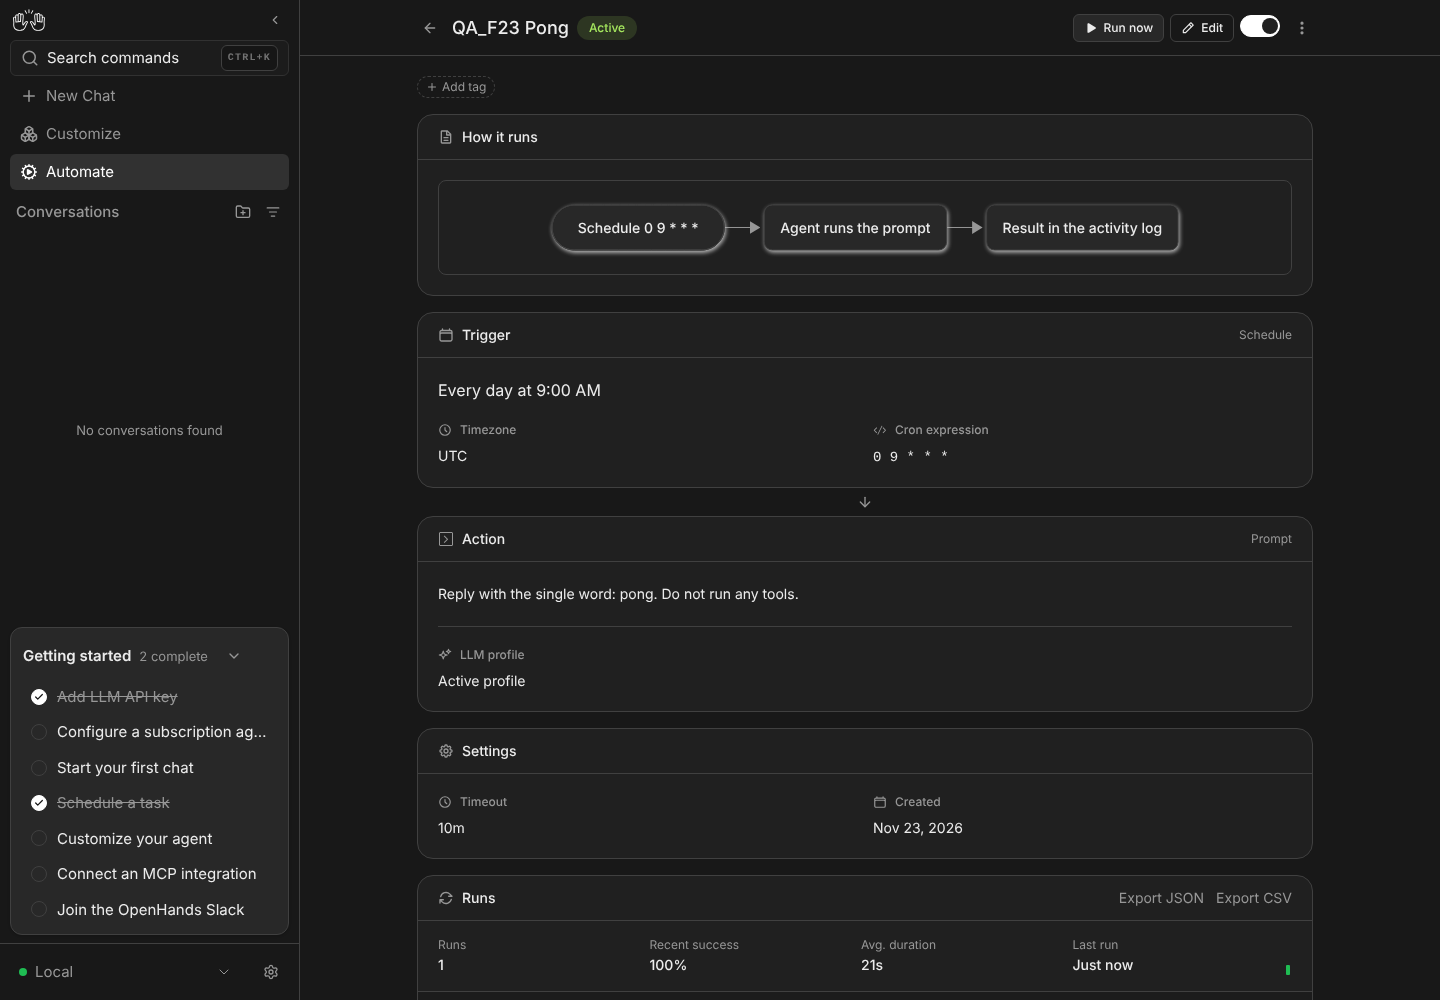 QA_F23 Pong
Active
Run now
Edit
Search commands
CTRL+K
New Chat
Customize
Automate
Conversations
No conversations found
Getting started
2 complete
Add LLM API key
Configure a subscription ag...
Start your first chat
Schedule a task
Customize your agent
Connect an MCP integration
Join the OpenHands Slack
Local
+ Add tag
How it runs
Schedule 0 9 * * *
Agent runs the prompt
Result in the activity log
Trigger
Schedule
Every day at 9:00 AM
Timezone
UTC
Cron expression
0 9 * * *
Action
Prompt
Reply with the single word: pong. Do not run any tools.
LLM profile
Active profile
Settings
Timeout
10m
Created
Nov 23, 2026
Runs
Export JSON
Export CSV
Runs
1
Recent success
100%
Avg. duration
21s
Last run
Just now